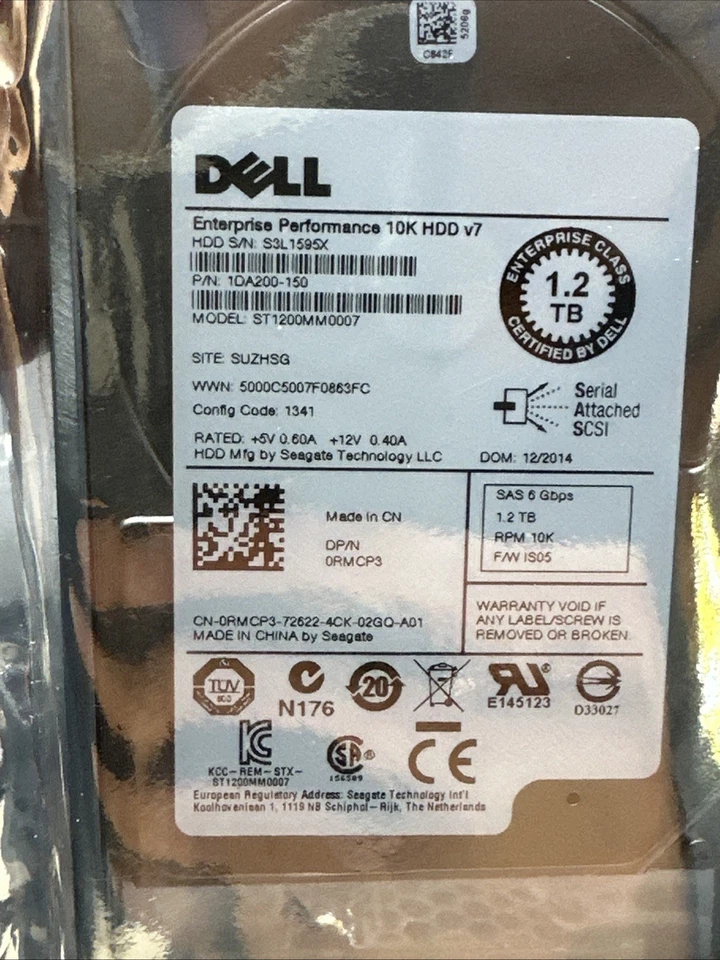 5206g
C842F
DELL
Enterprise Performance 10K HDD v7
HDD S/N: S3L1595X
P/N: 1DA200-150
MODEL: ST1200MM0007
ENTERPRISE CLASS
1.2
TB
CERTIFIED BY DELL
SITE: SUZHSG
WWN: 5000C5007F0863FC
Config Code: 1341
Serial
Attached
SCSI
RATED: +5V 0.60A +12V 0.40A
HDD Mfg by Seagate Technology LLC
DOM: 12/2014
Made in CN
DP/N
0RMCP3
SAS 6 Gbps
1.2 TB
RPM 10K
F/W IS05
CN-0RMCP3-72622-4CK-02GQ-A01
MADE IN CHINA by Seagate
WARRANTY VOID IF
ANY LABEL/SCREW IS
REMOVED OR BROKEN.
TUV
N176
20
E145123
D33027
KCC-REM-STX-
ST1200MM0007
156509
CE
European Regulatory Address: Seagate Technology Int'l
Koolhovenlaan 1, 1119 NB Schiphol-Rijk, The Netherlands